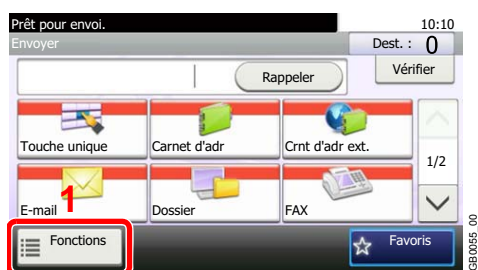 Prêt pour envoi.
10:10
Envoyer
Dest. : 0
Rappeler
Vérifier
Touche unique
Carnet d'adr
Crnt d'adr ext.
1/2
E-mail
1
Dossier
FAX
Fonctions
Favoris
GB0055_00